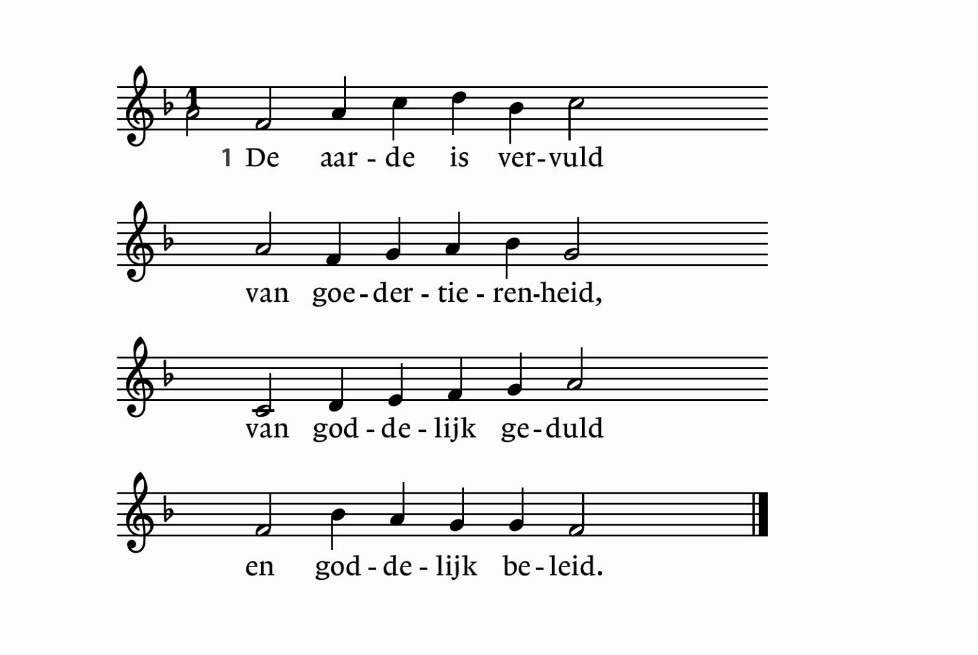 1
1 De aar - de is ver-vuld
van goe-der - tie - ren-heid,
van god - de - lijk ge-duld
en god - de - lijk be-leid.